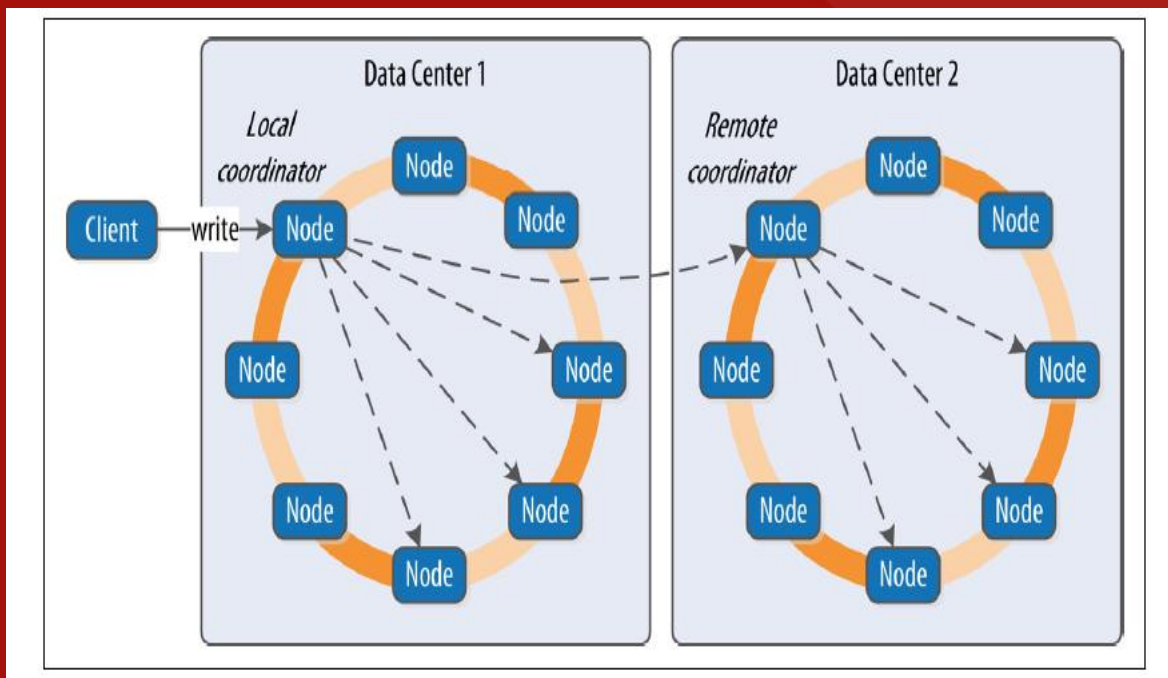 Data Center 1
Data Center 2
Local
coordinator
Remote
coordinator
Node
Node
Node
Node
Client
write
Node
Node
Node
Node
Node
Node
Node
Node
Node
Node
Node
Node